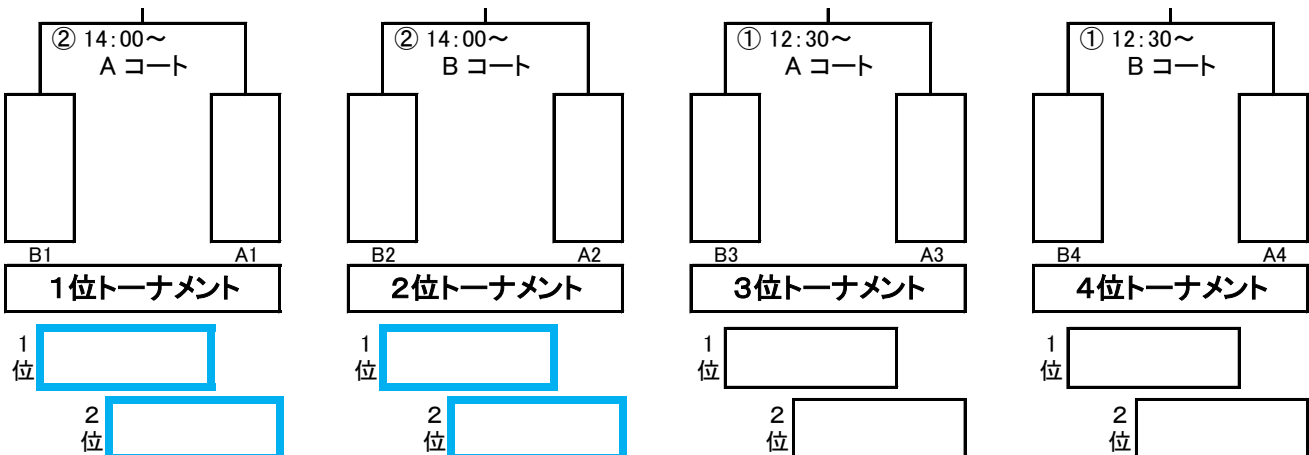 ② 14:00～
A コート
B1
A1
1位トーナメント
1
位
2
位
② 14:00～
B コート
B2
A2
2位トーナメント
1
位
2
位
① 12:30～
A コート
B3
A3
3位トーナメント
1
位
2
位
① 12:30～
B コート
B4
A4
4位トーナメント
1
位
2
位